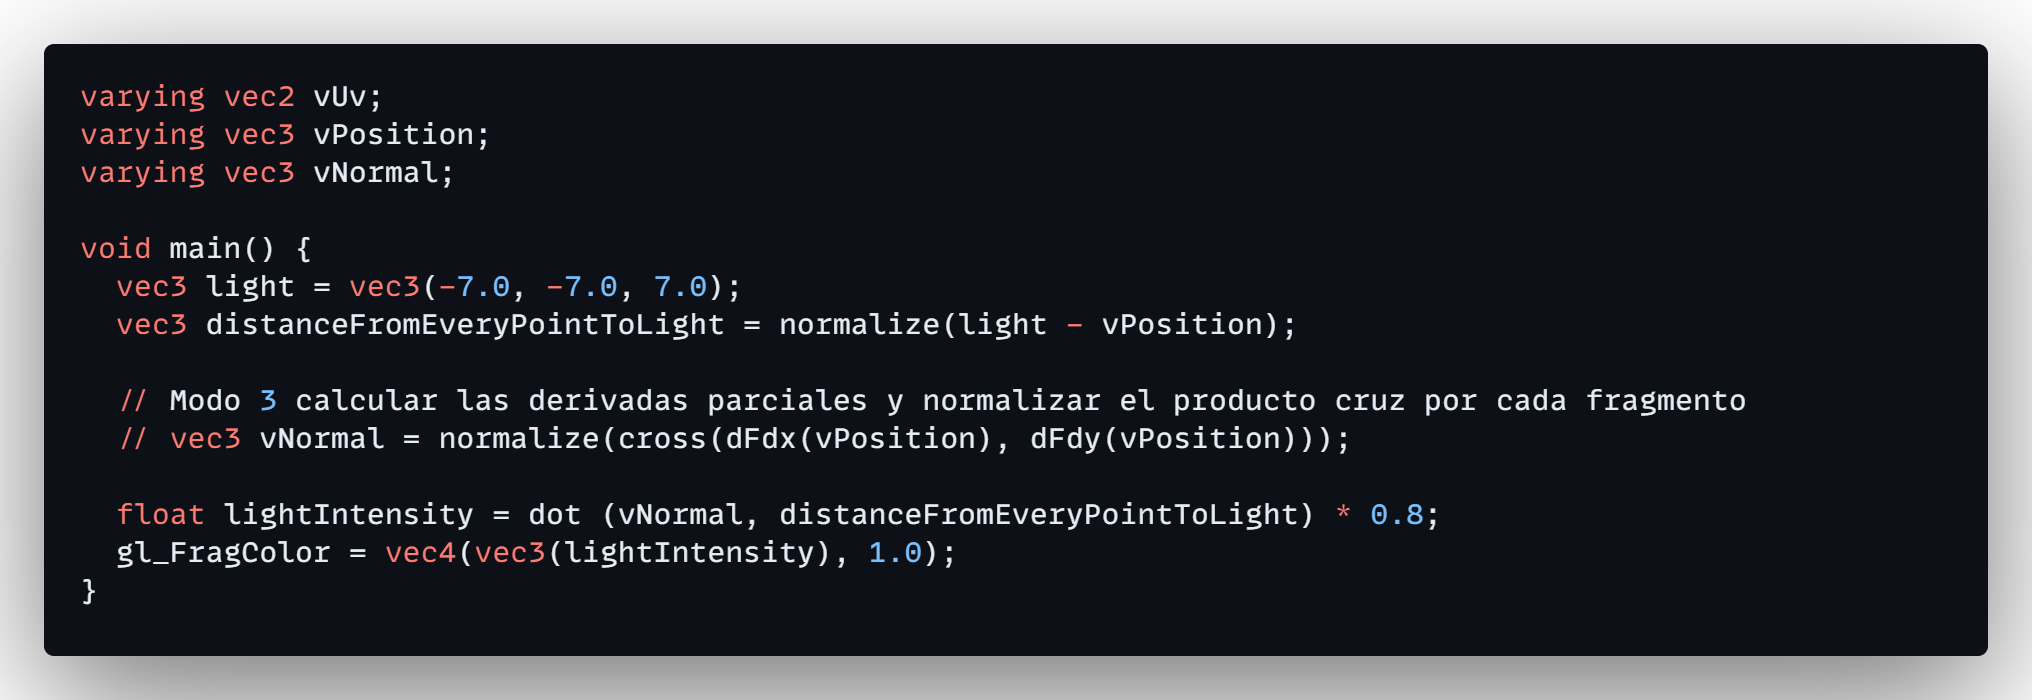 varying vec2 vUv;
varying vec3 vPosition;
varying vec3 vNormal;

void main() {
  vec3 light = vec3(-7.0, -7.0, 7.0);
  vec3 distanceFromEveryPointToLight = normalize(light - vPosition);

  // Modo 3 calcular las derivadas parciales y normalizar el producto cruz por cada fragmento
  // vec3 vNormal = normalize(cross(dFdx(vPosition), dFdy(vPosition)));

  float lightIntensity = dot (vNormal, distanceFromEveryPointToLight) * 0.8;
  gl_FragColor = vec4(vec3(lightIntensity), 1.0);
}